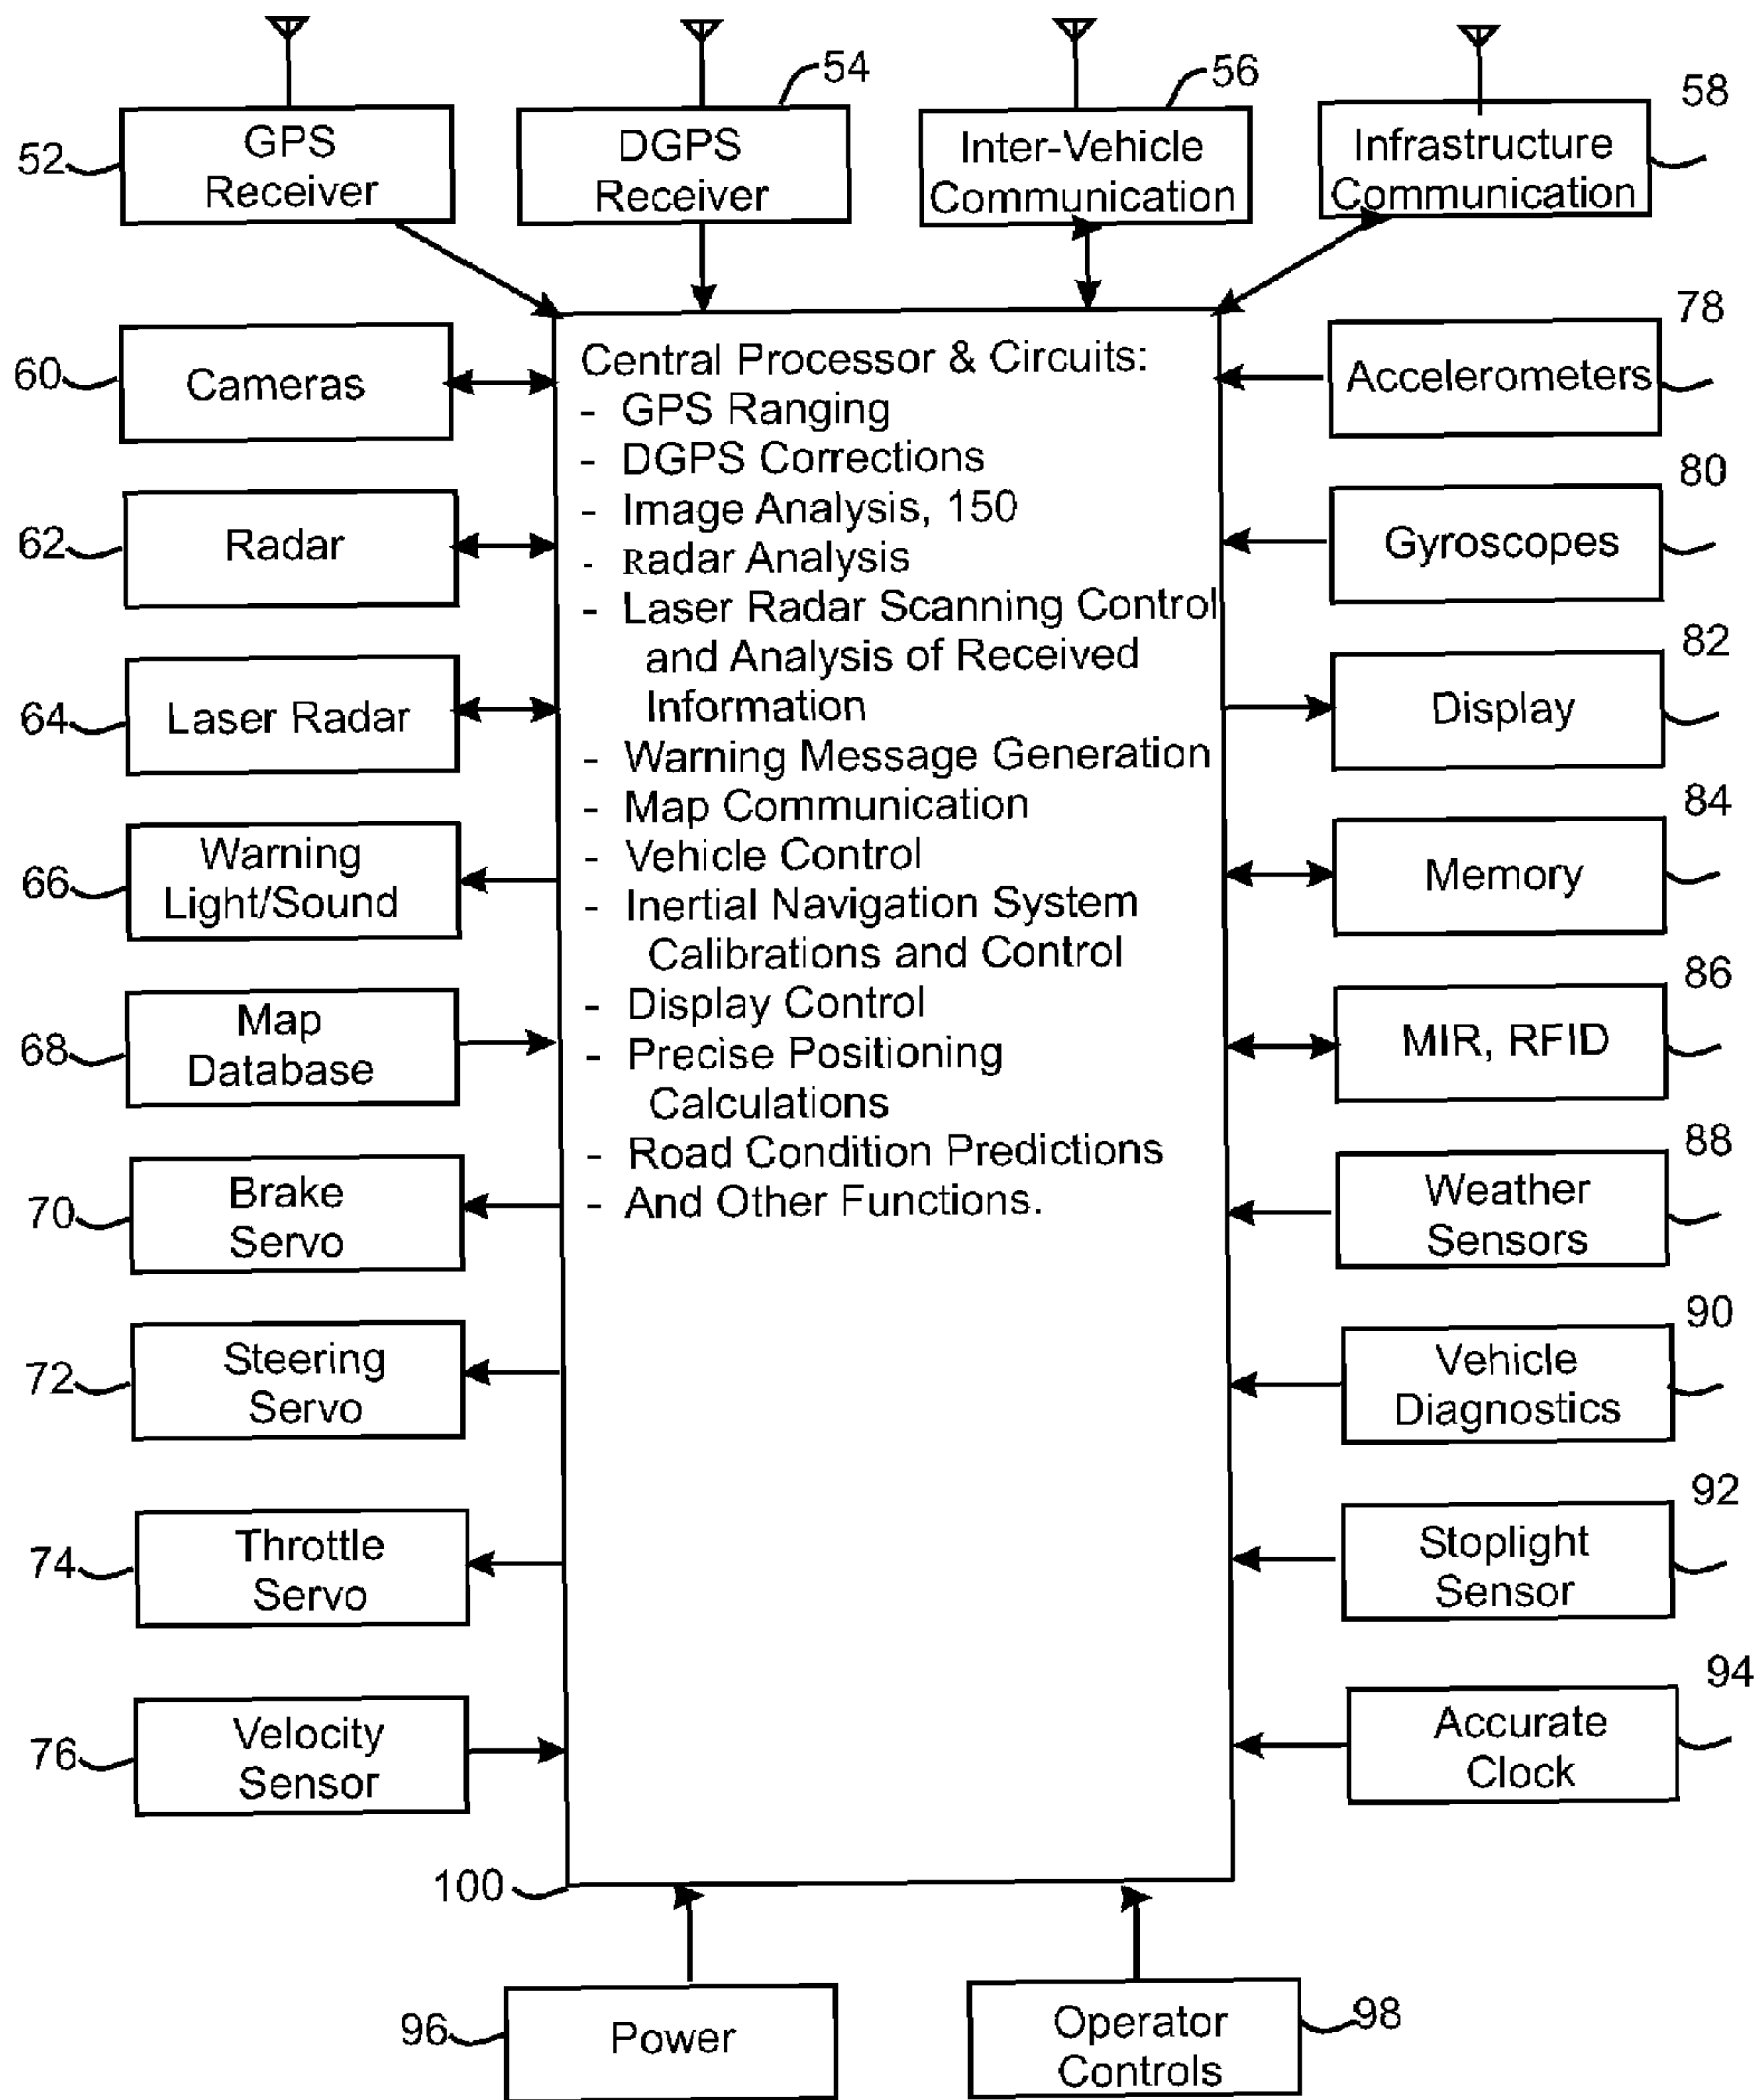 54
56
58
52
GPS
Receiver
DGPS
Receiver
Inter-Vehicle
Communication
Infrastructure
Communication
60
Cameras
62
Radar
64
Laser Radar
66
Warning
Light/Sound
68
Map
Database
70
Brake
Servo
72
Steering
Servo
74
Throttle
Servo
76
Velocity
Sensor
Central Processor & Circuits:
- GPS Ranging
- DGPS Corrections
- Image Analysis, 150
- Radar Analysis
- Laser Radar Scanning Control
and Analysis of Received
Information
- Warning Message Generation
- Map Communication
- Vehicle Control
- Inertial Navigation System
Calibrations and Control
- Display Control
- Precise Positioning
Calculations
- Road Condition Predictions
- And Other Functions.
78
Accelerometers
80
Gyroscopes
82
Display
84
Memory
86
MIR, RFID
88
Weather
Sensors
90
Vehicle
Diagnostics
92
Stoplight
Sensor
94
Accurate
Clock
100
96
Power
Operator
Controls
98